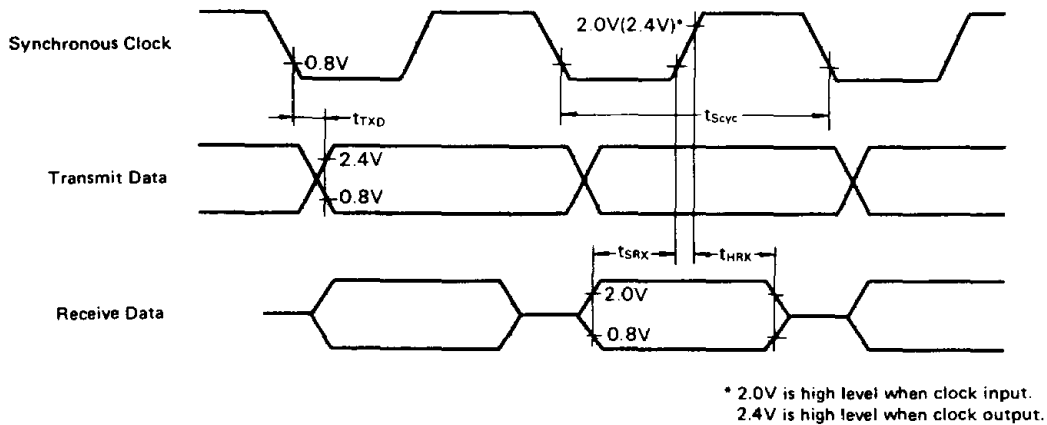 2.0V(2.4V)*
Synchronous Clock
0.8V
tTXD
tScyc
2.4V
Transmit Data
0.8V
tSRX
tHRX
2.0V
Receive Data
0.8V
* 2.0V is high level when clock input.
2.4V is high level when clock output.